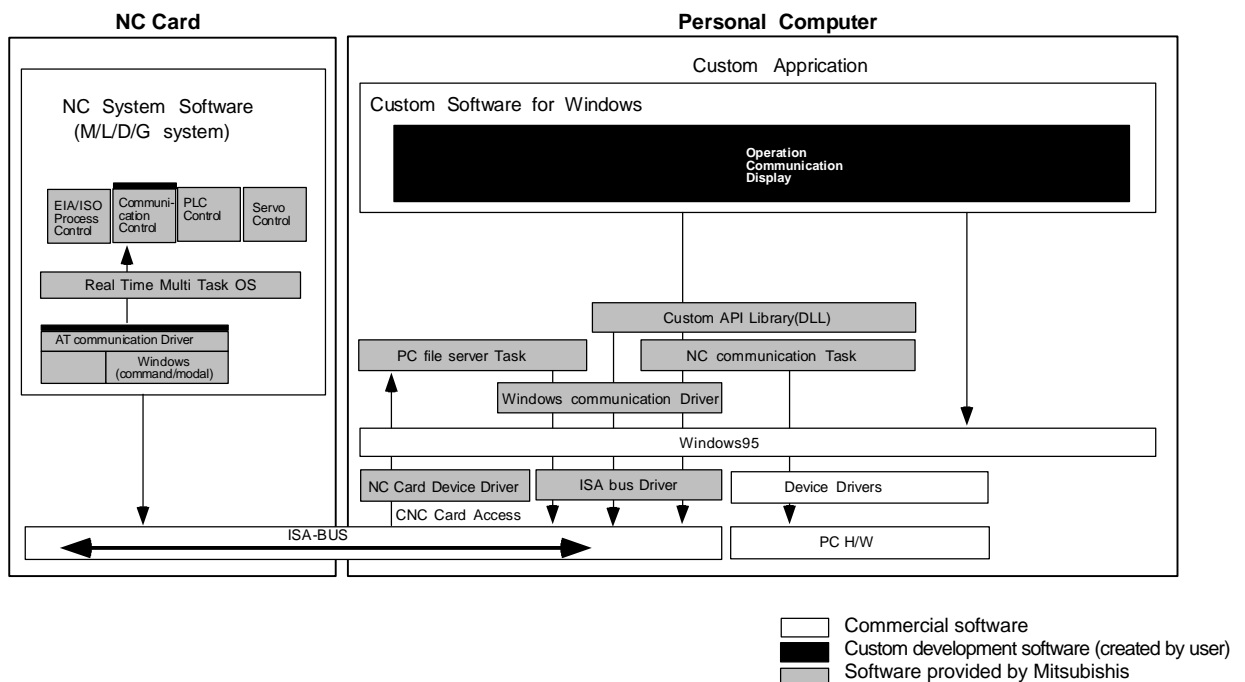 NC Card
Personal Computer
NC System Software
(M/L/D/G system)
EIA/ISO
Process
Control
Communi-
cation
Control
PLC
Control
Servo
Control
Real Time Multi Task OS
AT communication Driver
Windows
(command/modal)
Custom Apprication
Custom Software for Windows
Operation
Communication
Display
Custom API Library(DLL)
PC file server Task
NC communication Task
Windows communication Driver
Windows95
NC Card Device Driver
ISA bus Driver
Device Drivers
CNC Card Access
ISA-BUS
PC H/W
Commercial software
Custom development software (created by user)
Software provided by Mitsubishis